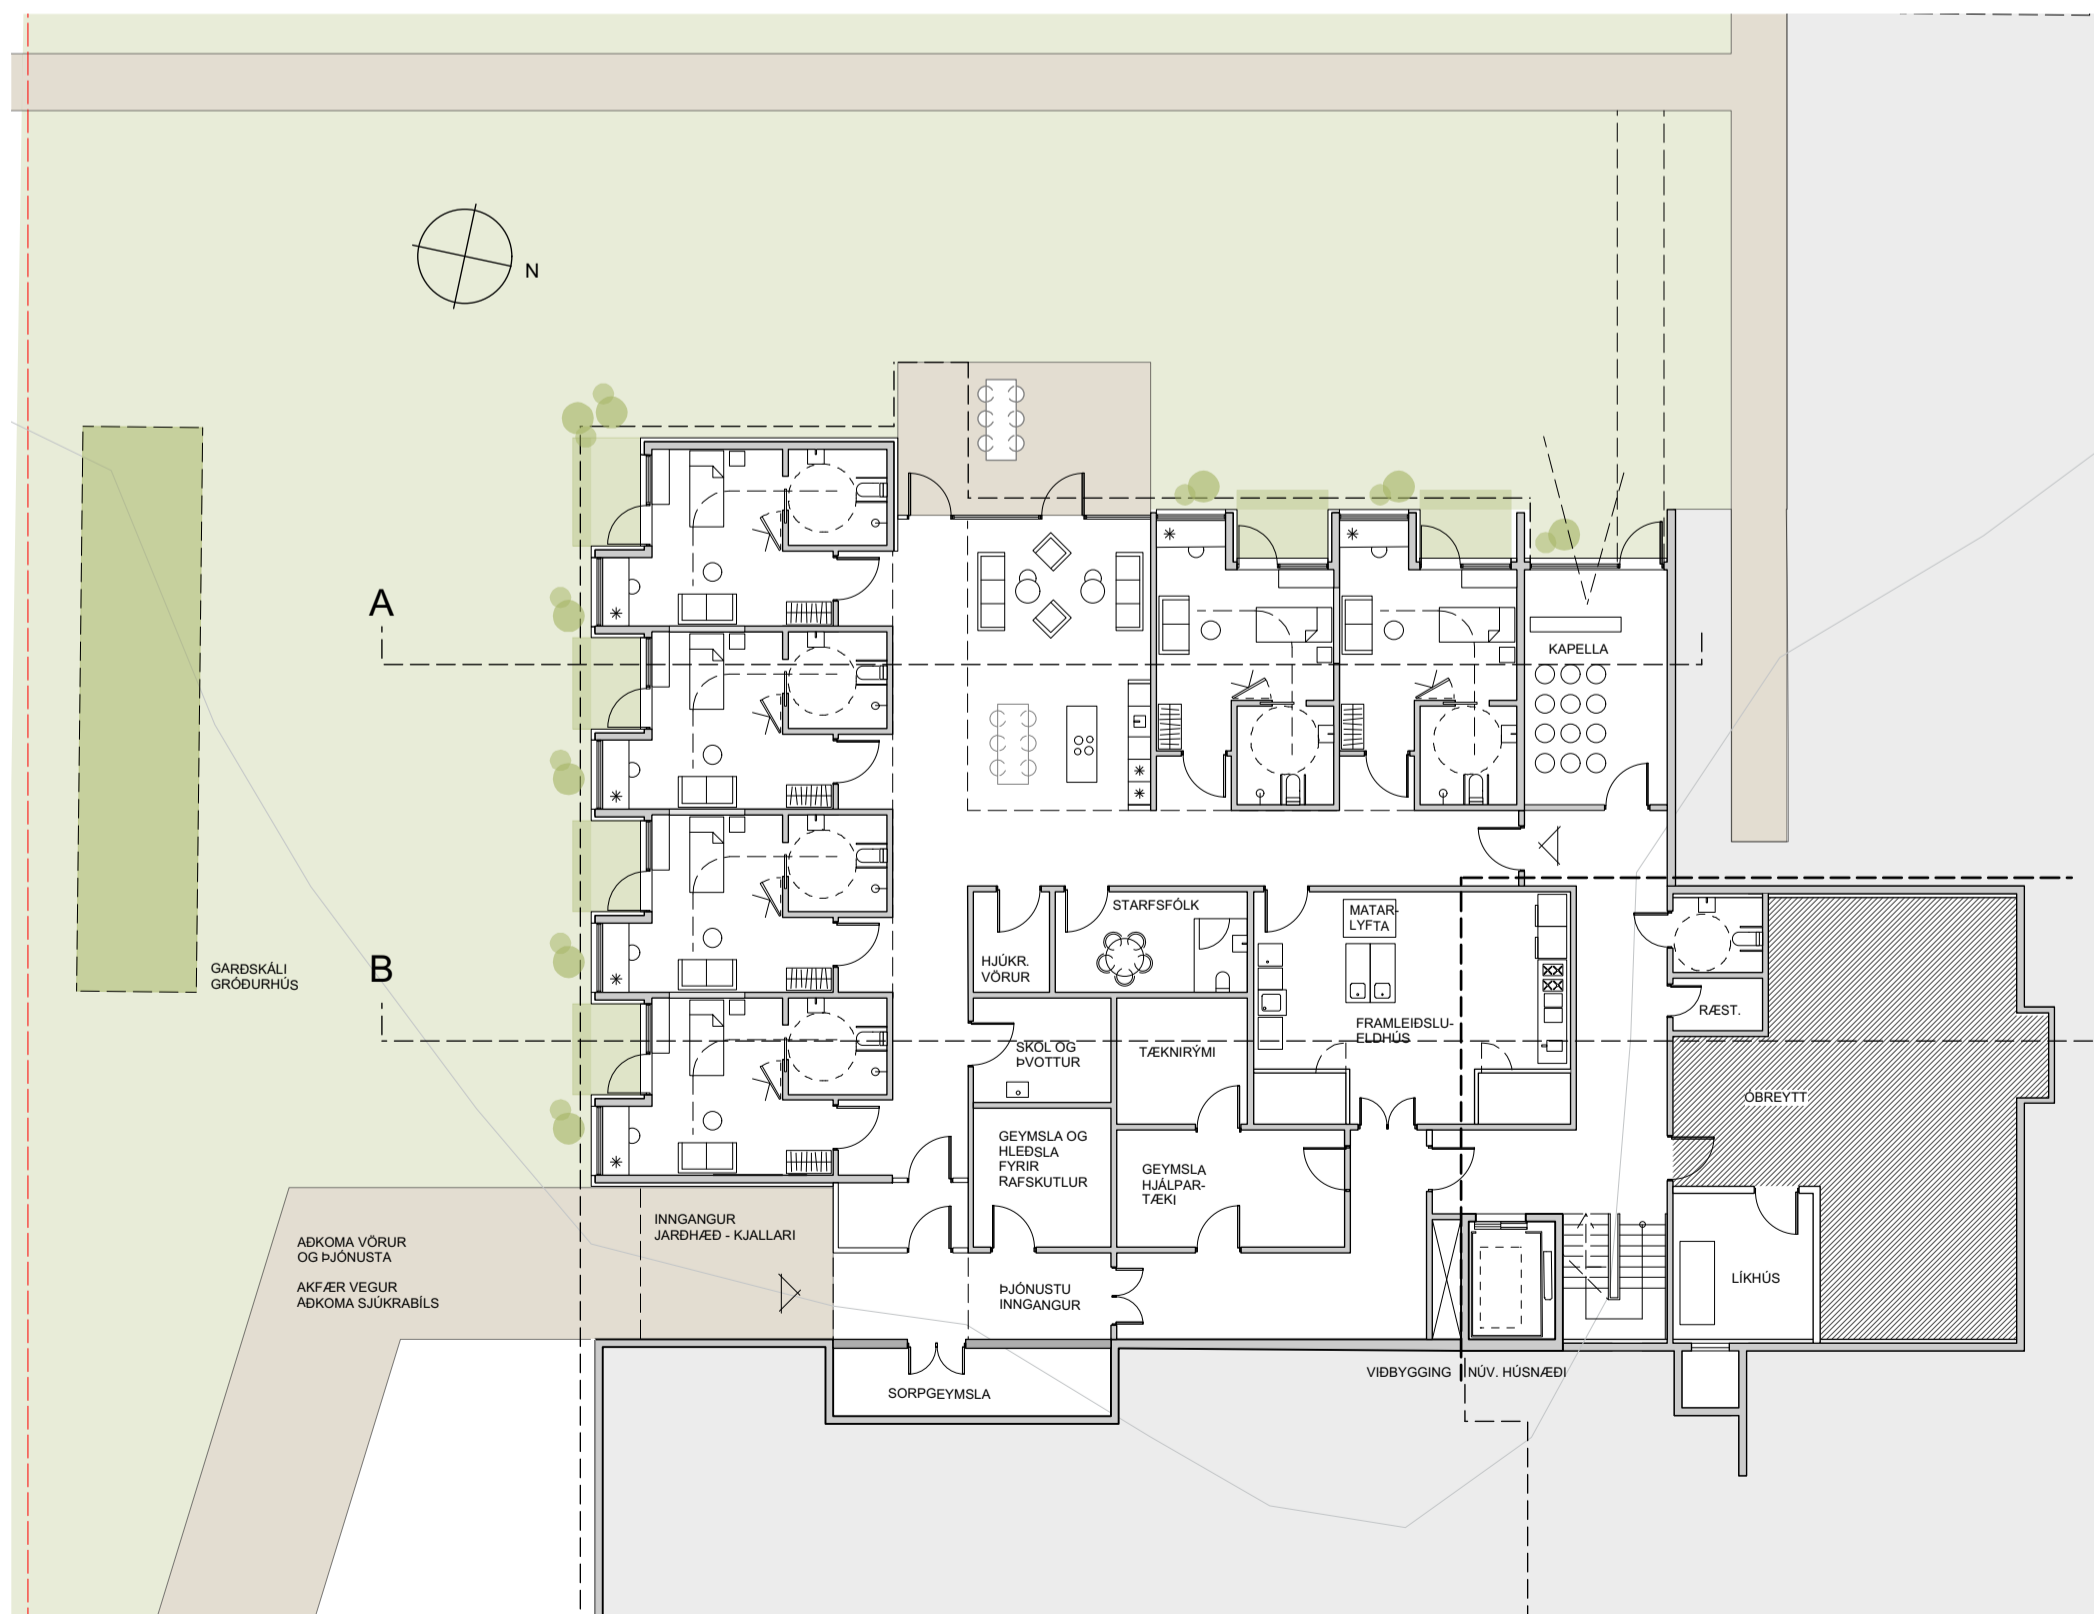 N
A
KAPELLA
STARFSFÓLK
MATAR-
LYFTA
HJÚKR.
VÖRUR
B
GARÐSKÁLI
GRÓÐURHÚS
RÆST.
FRAMLEIÐSLU-
ELDHÚS
SKOL OG
ÞVOTTUR
TÆKNIRÝMI
ÓBREYTT
GEYMSLA OG
HLEÐSLA
FYRIR
RAFSKUTLUR
GEYMSLA
HJÁLPAR-
TÆKI
INNGANGUR
JARÐHÆÐ - KJALLARI
AÐKOMA VÖRUR
OG ÞJÓNUSTA
AKFÆR VEGUR
AÐKOMA SJÚKRABÍLS
ÞJÓNUSTU
INNGANGUR
LÍKHÚS
VIÐBYGGING
NÚV. HÚSNÆÐI
SORPGEYMSLA